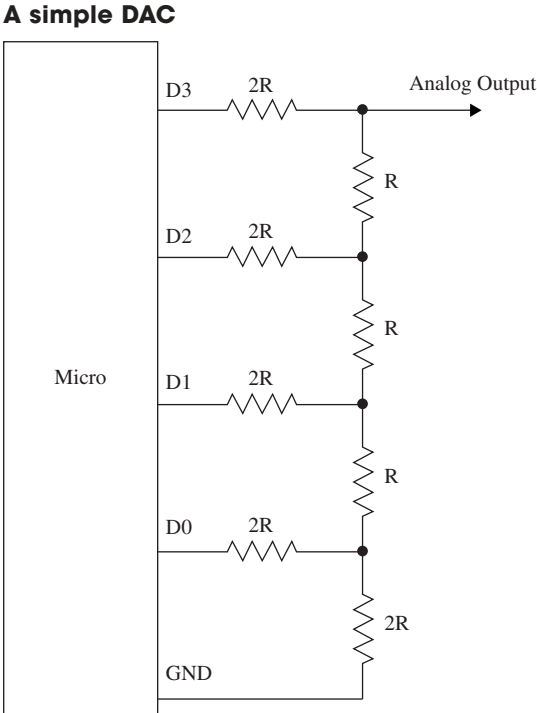 A simple DAC
D3
2R
Analog Output
R
D2
2R
R
Micro
D1
2R
R
D0
2R
2R
GND